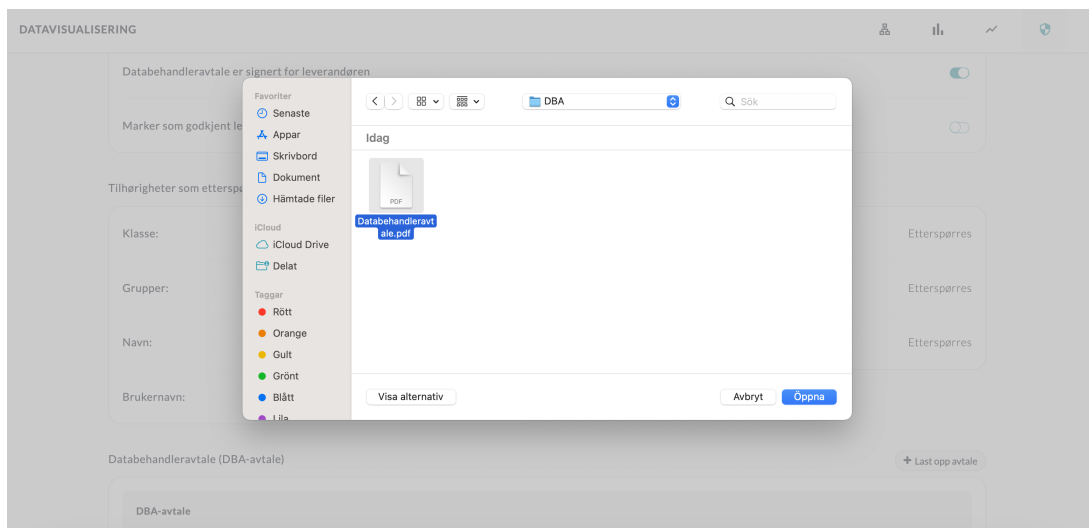 DATAVISUALISERING
Databehandleravtale er signert for leverandøren
Marker som godkjent le
Tilhørigheter som etterspø
Klasse:
Etterspørres
Grupper:
Etterspørres
Navn:
Etterspørres
Brukernavn:
Databehandleravtale (DBA-avtale)
+ Last opp avtale
DBA-avtale
Favoriter
Senaste
Appar
Skrivbord
Dokument
Hämtade filer
iCloud
iCloud Drive
Delat
Taggar
Rött
Orange
Gult
Grönt
Blått
Lila
DBA
Sök
Idag
PDF
Databehandleravt
ale.pdf
Visa alternativ
Avbryt
Öppna